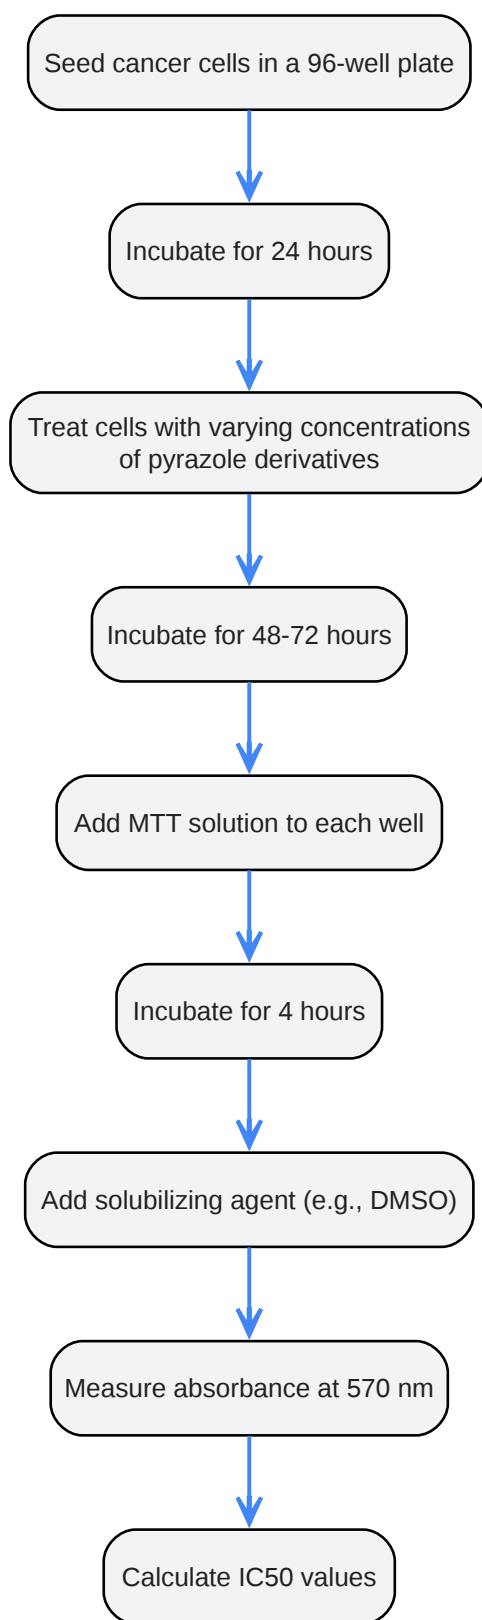 Seed cancer cells in a 96-well plate
Incubate for 24 hours
Treat cells with varying concentrations
of pyrazole derivatives
Incubate for 48-72 hours
Add MTT solution to each well
Incubate for 4 hours
Add solubilizing agent (e.g., DMSO)
Measure absorbance at 570 nm
Calculate IC50 values